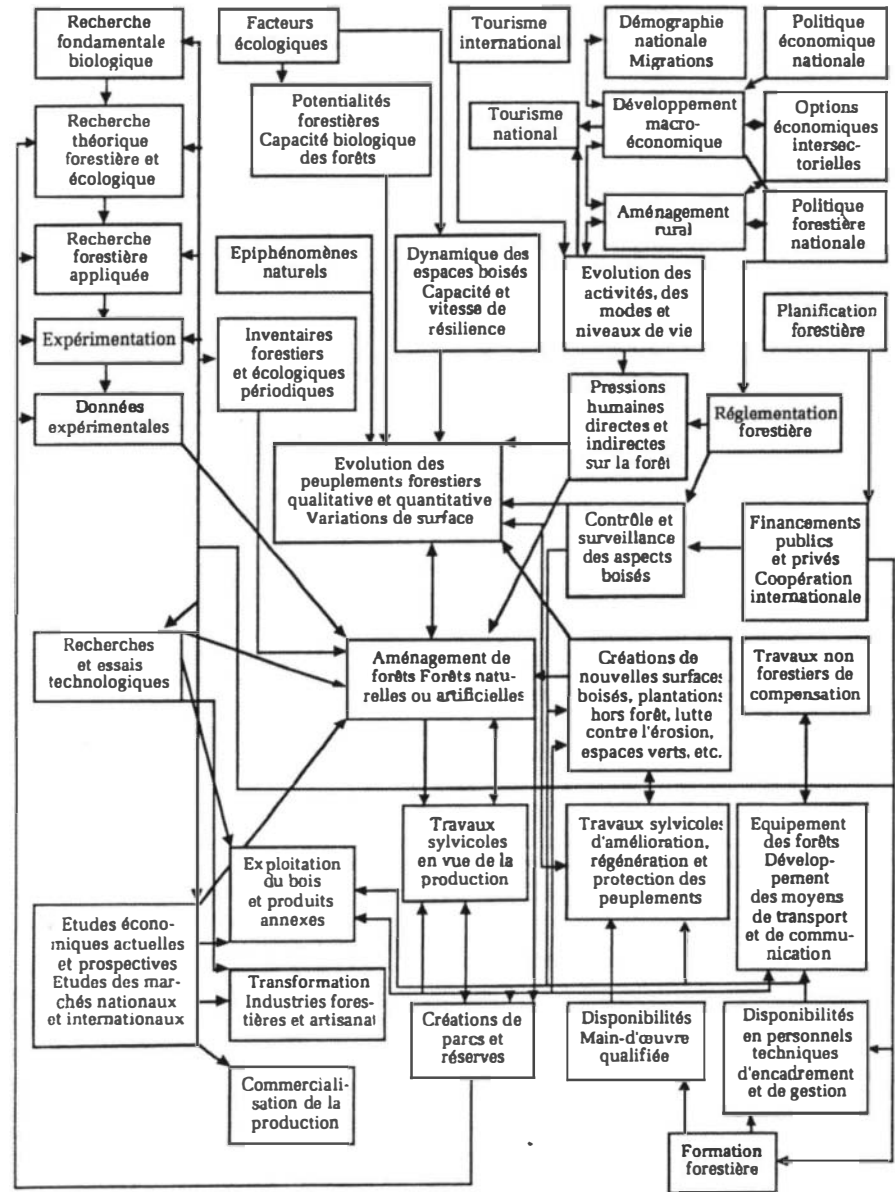 Recherche
fondamentale
biologique
Facteurs
écologiques
Tourisme
international
Démographie
nationale
Migrations
Politique
économique
nationale
Recherche
théorique
forestière et
écologique
Potentialités
forestières
Capacité biologique
des forêts
Tourisme
national
Développement
macro-
économique
Options
économiques
intersec-
torielles
Recherche
forestière
appliquée
Epiphénomènes
naturels
Dynamique des
espaces boisés
Capacité et
vitesse de
résilience
Aménagement
rural
Politique
forestière
nationale
Evolution des
activités, des
modes et
niveaux de vie
Planification
forestière
Expérimentation
Inventaires
forestiers
et écologiques
périodiques
Données
expérimentales
Pressions
humaines
directes et
indirectes
sur la forêt
Réglementation
forestière
Evolution des
peuplements forestiers
qualitative et quantitative
Variations de surface
Contrôle et
surveillance
des aspects
boisés
Financements
publics
et privés
Coopération
internationale
Recherches
et essais
technologiques
Aménagement de
forêts Forêts natu-
relles ou artificielles
Créations de
nouvelles surfaces
boisés, plantations
hors forêt, lutte
contre l'érosion,
espaces verts, etc.
Travaux non
forestiers de
compensation
Exploitation
du bois
et produits
annexes
Travaux
sylvicoles
en vue de la
production
Travaux sylvicoles
d'amélioration,
régénération et
protection des
peuplements
Equipement
des forêts
Dévelop-
pement
des moyens
de transport
et de commu-
nication
Etudes écono-
miques actuelles
et prospectives
Etudes des mar-
chés nationaux
et internationaux
Transformation
Industries fores-
tières et artisanat
Créations de
parcs et
réserves
Disponibilités
Main-d'œuvre
qualifiée
Disponibilités
en personnels
techniques
d'encadrement
et de gestion
Commerciali-
sation de la
production
Formation
forestière